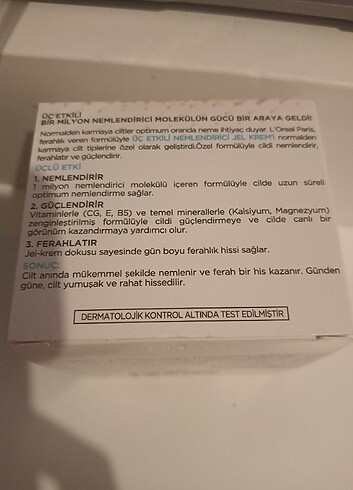 ÜÇ ETKİLİ
BİR MİLYON NEMLENDİRİCİ MOLEKÜLÜN GÜCÜ BİR ARAYA GELDİ!
Normalden karmaya ciltler optimum oranda neme ihtiyaç duyar. L'Oreal Paris,
ferahlık veren formülüyle ÜÇ ETKİLİ NEMLENDİRİCİ JEL KREM'İ normalden
karmaya cilt tiplerine özel olarak geliştirdi.Özel formülüyle cildi nemlendirir,
ferahlatır ve güçlendirir.
ÜÇLÜ ETKİ
1. NEMLENDİRİR
1 milyon nemlendirici molekülü içeren formülüyle cilde uzun süreli
optimum nemlendirme sağlar.
2. GÜÇLENDİRİR
Vitaminlerle (CG, E, B5) ve temel minerallerle (Kalsiyum, Magnezyum)
zenginleştirilmiş formülüyle cildi güçlendirmeye ve cilde canlı bir
görünüm kazandırmaya yardımcı olur.
3. FERAHLATIR
Jel-krem dokusu sayesinde gün boyu ferahlık hissi sağlar.
SONUÇ:
Cilt anında mükemmel şekilde nemlenir ve ferah bir his kazanır. Günden
güne, cilt yumuşak ve rahat hissedilir.
DERMATOLOJİK KONTROL ALTINDA TEST EDİLMİŞTİR